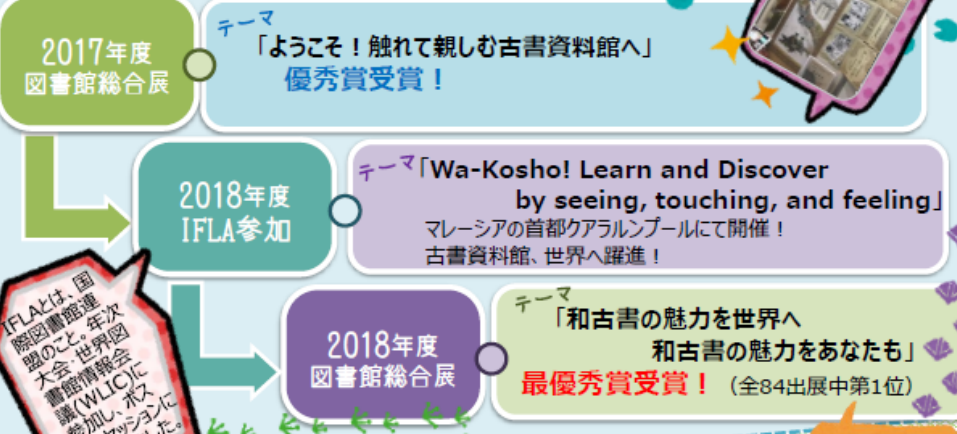 2017年度
図書館総合展
テーマ
「ようこそ！触れて親しむ古書資料館へ」
優秀賞受賞！
2018年度
IFLA参加
テーマ「Wa-Kosho! Learn and Discover
by seeing, touching, and feeling」
マレーシアの首都クアラルンプールにて開催！
古書資料館、世界へ躍進！
IFLAとは、国
際図書館連
盟のこと。年次
大会・世界図
書館情報会
議(WLIC)に
参加し、ポス
セッションに
した。
2018年度
図書館総合展
テーマ
「和古書の魅力を世界へ
和古書の魅力をあなたも」
最優秀賞受賞！（全84出展中第1位）